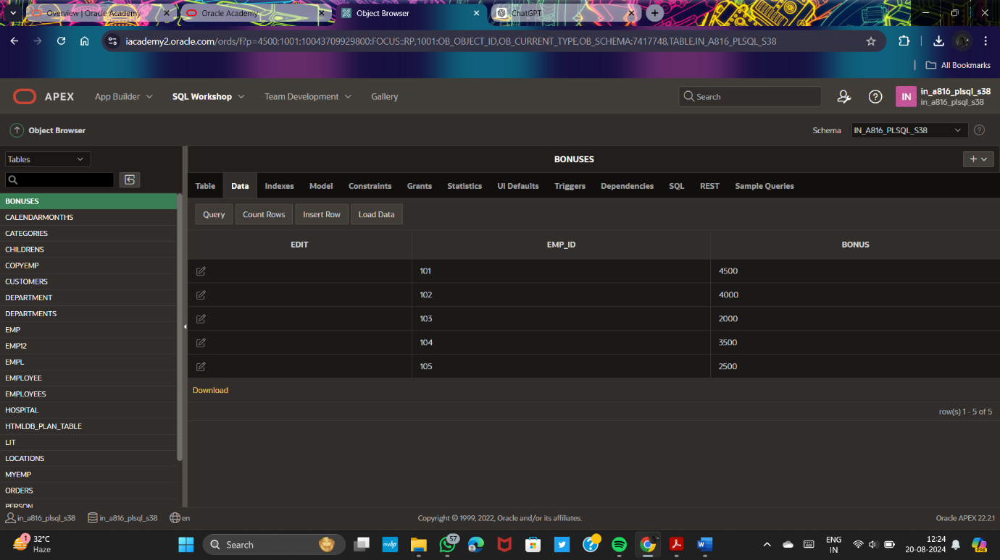 Overview | Oracle Academy
Oracle Academy
Object Browser
ChatGPT
iacademy2.oracle.com/ords/f?p=4500:1001:10043709929800:FOCUS::RP,1001:OB_OBJECT_ID,OB_CURRENT_TYPE,OB_SCHEMA:7417748,TABLE,IN_A816_PLSQL_S38
All Bookmarks
APEX App Builder SQL Workshop Team Development Gallery Search IN in_a816_plsql_s38
in_a816_plsql_s38
Object Browser Schema IN_A816_PLSQL_S38
Tables
BONUSES
CALENDARMONTHS
CATEGORIES
CHILDRENS
COPYEMP
CUSTOMERS
DEPARTMENT
DEPARTMENTS
EMP
EMP12
EMPL
EMPLOYEE
EMPLOYEES
HOSPITAL
HTMLDB_PLAN_TABLE
LIT
LOCATIONS
MYEMP
ORDERS
PERSON
BONUSES
Table Data Indexes Model Constraints Grants Statistics UI Defaults Triggers Dependencies SQL REST Sample Queries
Query Count Rows Insert Row Load Data
EDIT EMP_ID BONUS
101 4500
102 4000
103 2000
104 3500
105 2500
Download
row(s) 1 - 5 of 5
in_a816_plsql_s38 in_a816_plsql_s38 en Copyright © 1999, 2022, Oracle and/or its affiliates. Oracle APEX 22.2.1
1 32°C
Haze
Search
mvhp
57
PRE
ENG
IN
12:24
20-08-2024